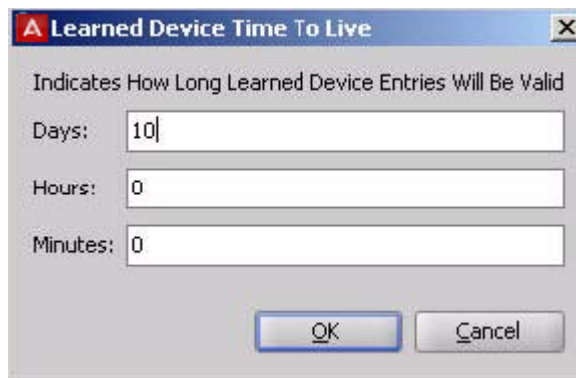 A Learned Device Time To Live
Indicates How Long Learned Device Entries Will Be Valid
Days: 10
Hours: 0
Minutes: 0
OK Cancel